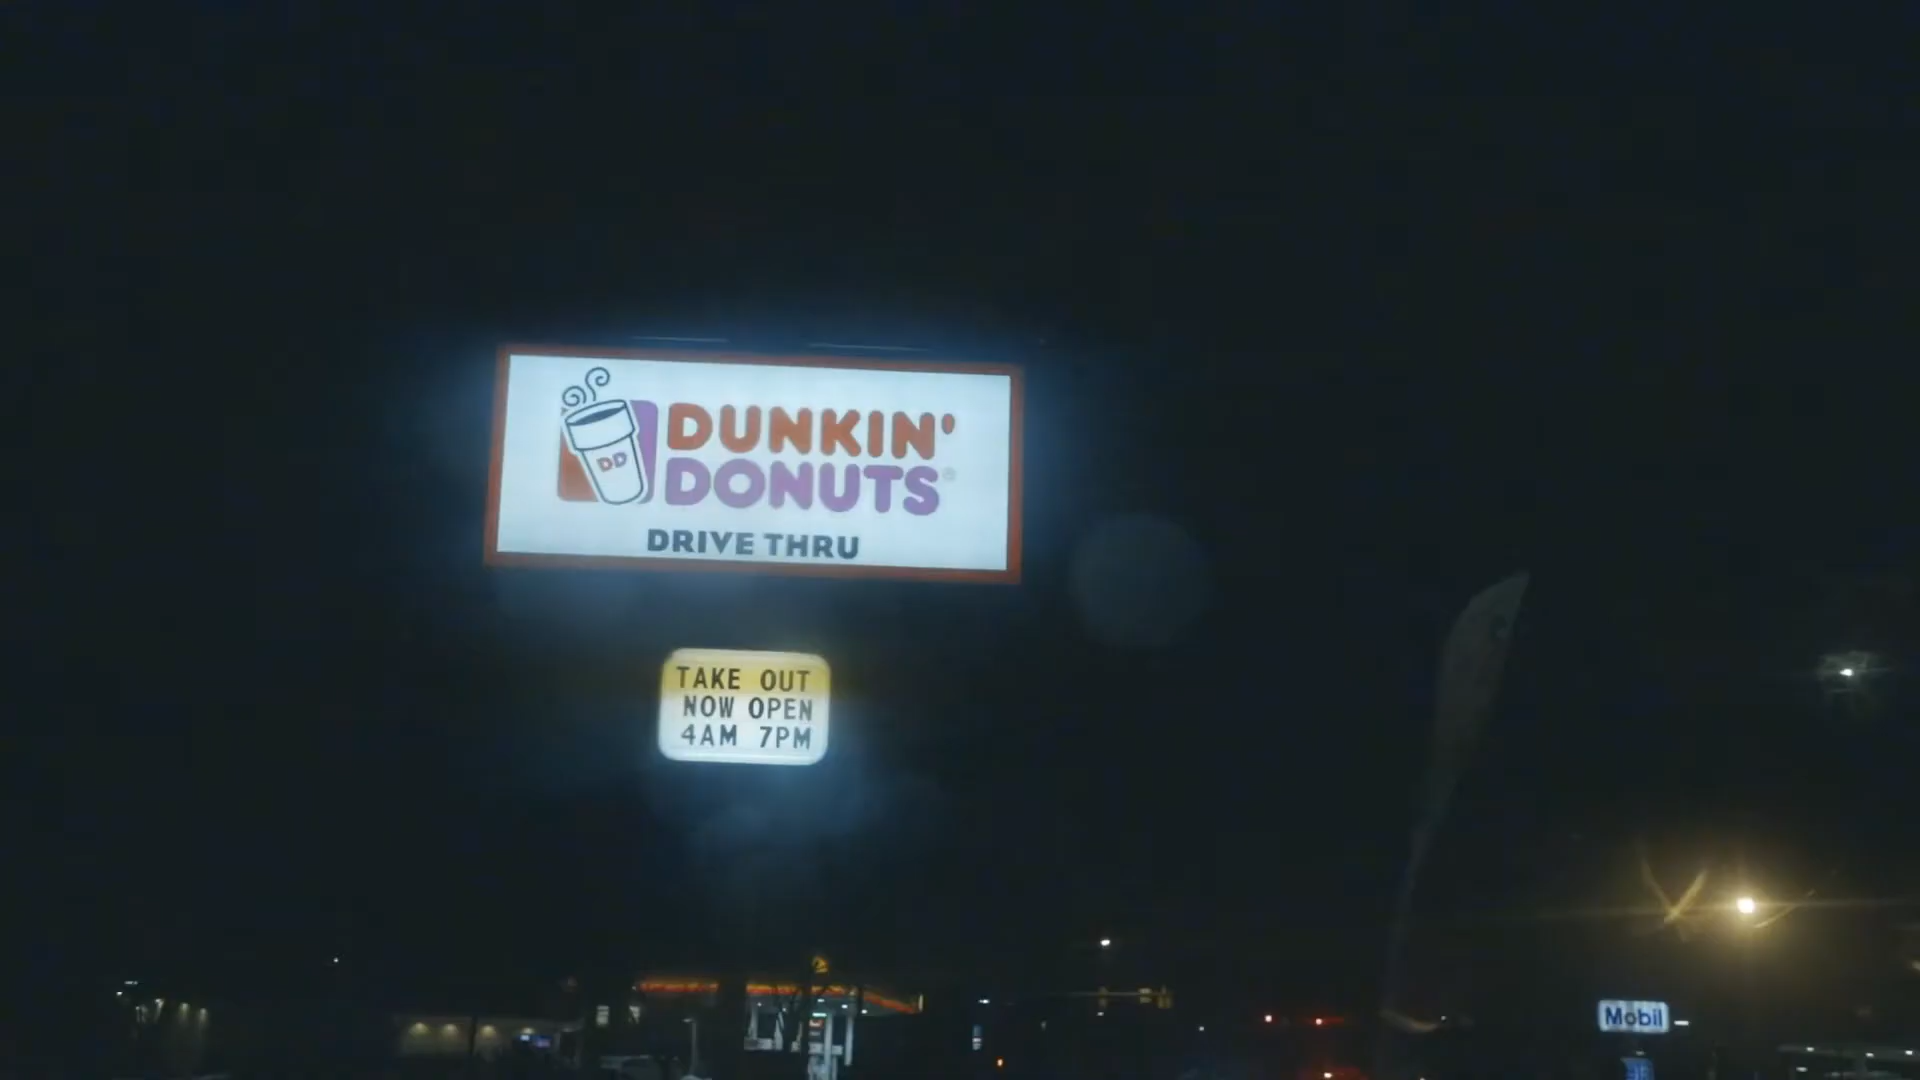 DD
DUNKIN'
DONUTS®
DRIVE THRU
TAKE OUT
NOW OPEN
4AM 7PM
Mobil